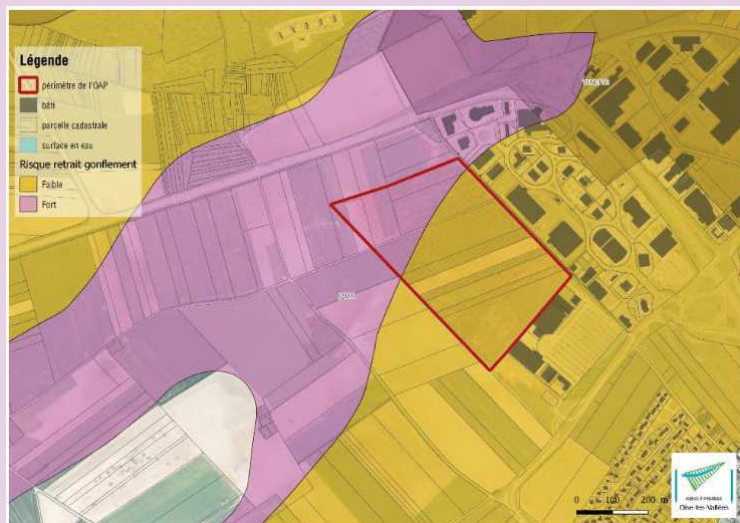 Légende
périmètre de l'OAP
bâti
parcelle cadastrale
surface en eau
Risque retrait gonflement
Faible
Fort
0 100 200 m
Oise-les-Vallées